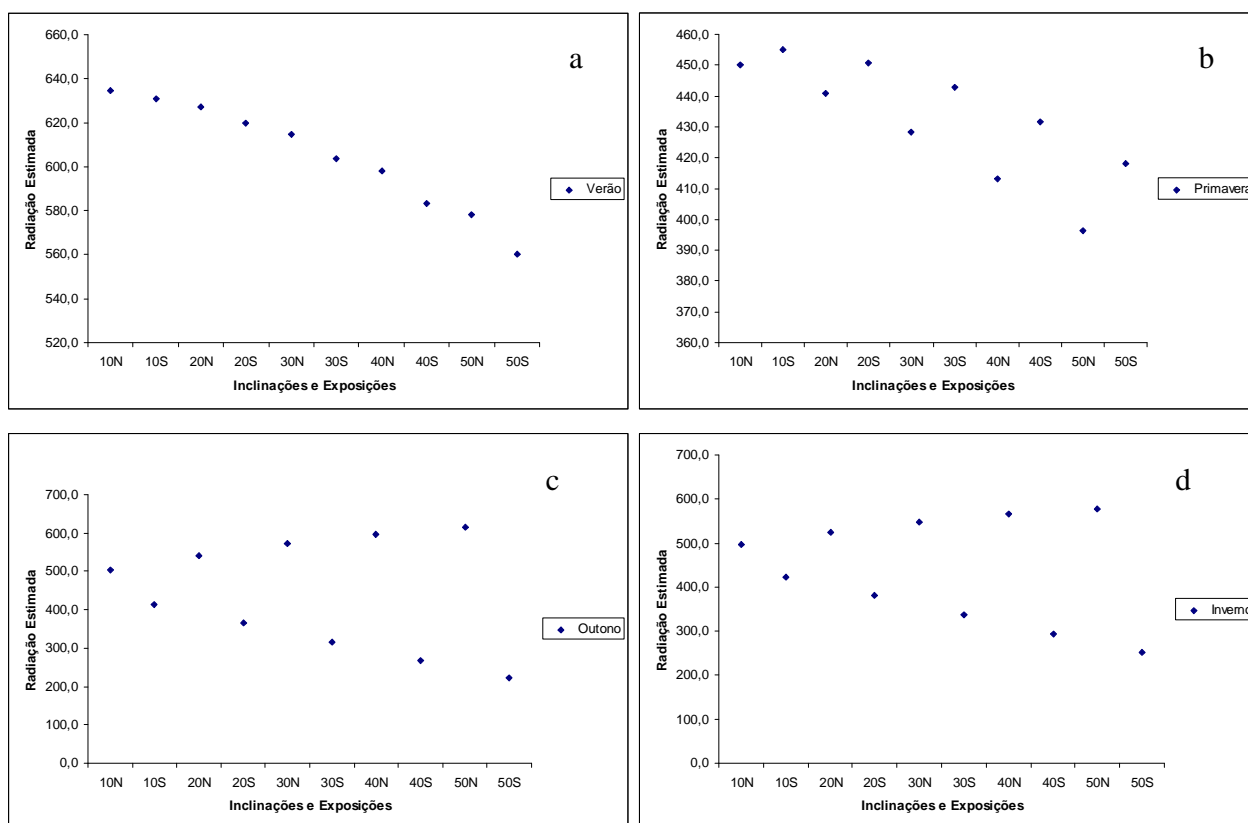 a
660,0
640,0
620,0
600,0
580,0
560,0
540,0
520,0
Radiação Estimada
10N 10S 20N 20S 30N 30S 40N 40S 50N 50S
Inclinações e Exposições
Verão
b
460,0
450,0
440,0
430,0
420,0
410,0
400,0
390,0
380,0
370,0
360,0
Radiação Estimada
10N 10S 20N 20S 30N 30S 40N 40S 50N 50S
Inclinações e Exposições
Primavera
c
700,0
600,0
500,0
400,0
300,0
200,0
100,0
0,0
Radiação Estimada
10N 10S 20N 20S 30N 30S 40N 40S 50N 50S
Inclinações e Exposições
Outono
d
700,0
600,0
500,0
400,0
300,0
200,0
100,0
0,0
Radiação Estimada
10N 10S 20N 20S 30N 30S 40N 40S 50N 50S
Inclinações e Exposições
Inverno